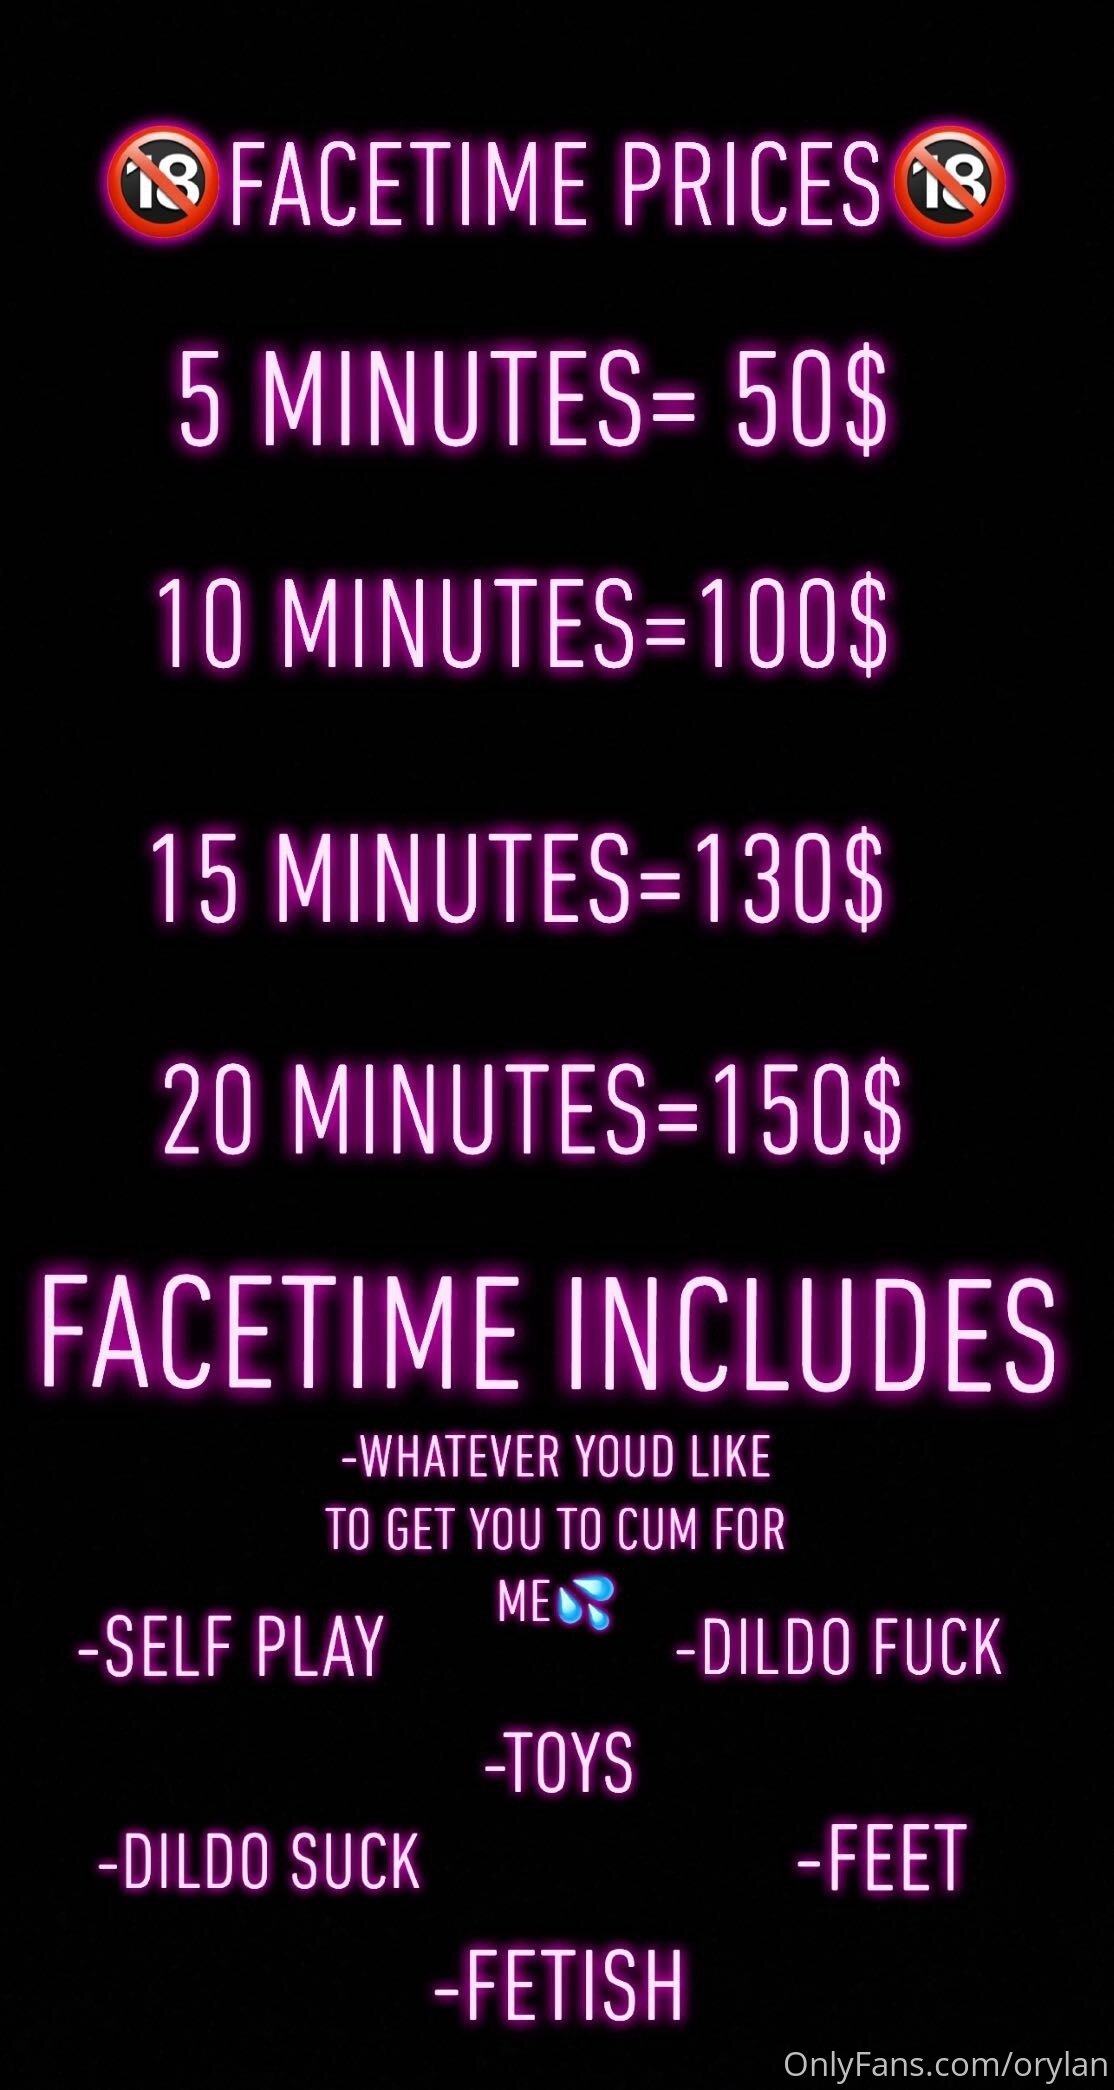 🔞FACETIME PRICES🔞
5 MINUTES= 50$
10 MINUTES=100$
15 MINUTES=130$
20 MINUTES=150$
FACETIME INCLUDES
-WHATEVER YOUD LIKE
TO GET YOU TO CUM FOR
ME💦
-SELF PLAY
-DILDO FUCK
-TOYS
-DILDO SUCK
-FEET
-FETISH
OnlyFans.com/orylan